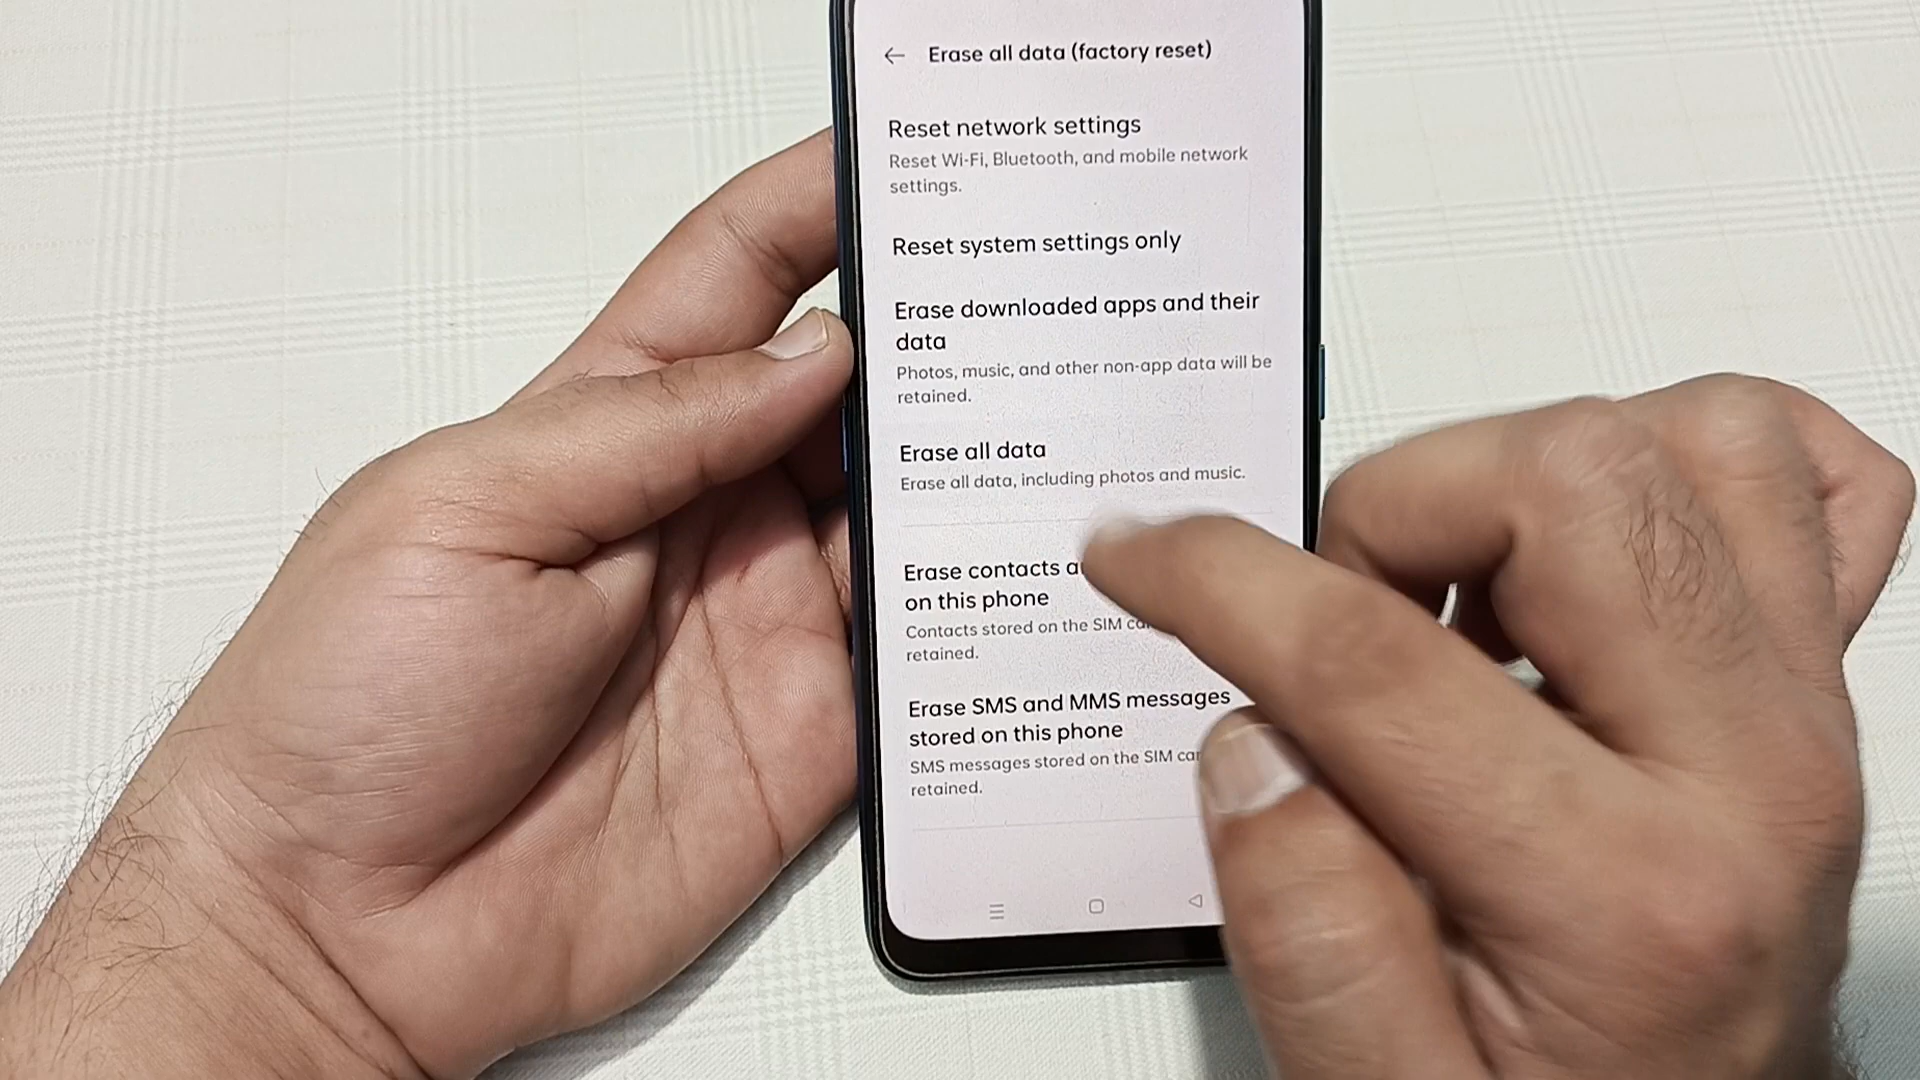 Erase all data (factory reset)
Reset network settings
Reset Wi-Fi, Bluetooth, and mobile network
settings.
Reset system settings only
Erase downloaded apps and their
data
Photos, music, and other non-app data will be
retained.
Erase all data
Erase all data, including photos and music.
Erase contacts
on this phone
Contacts stored on the SIM
retained.
Erase SMS and MMS messages
stored on this phone
SMS messages stored on the SIM
retained.